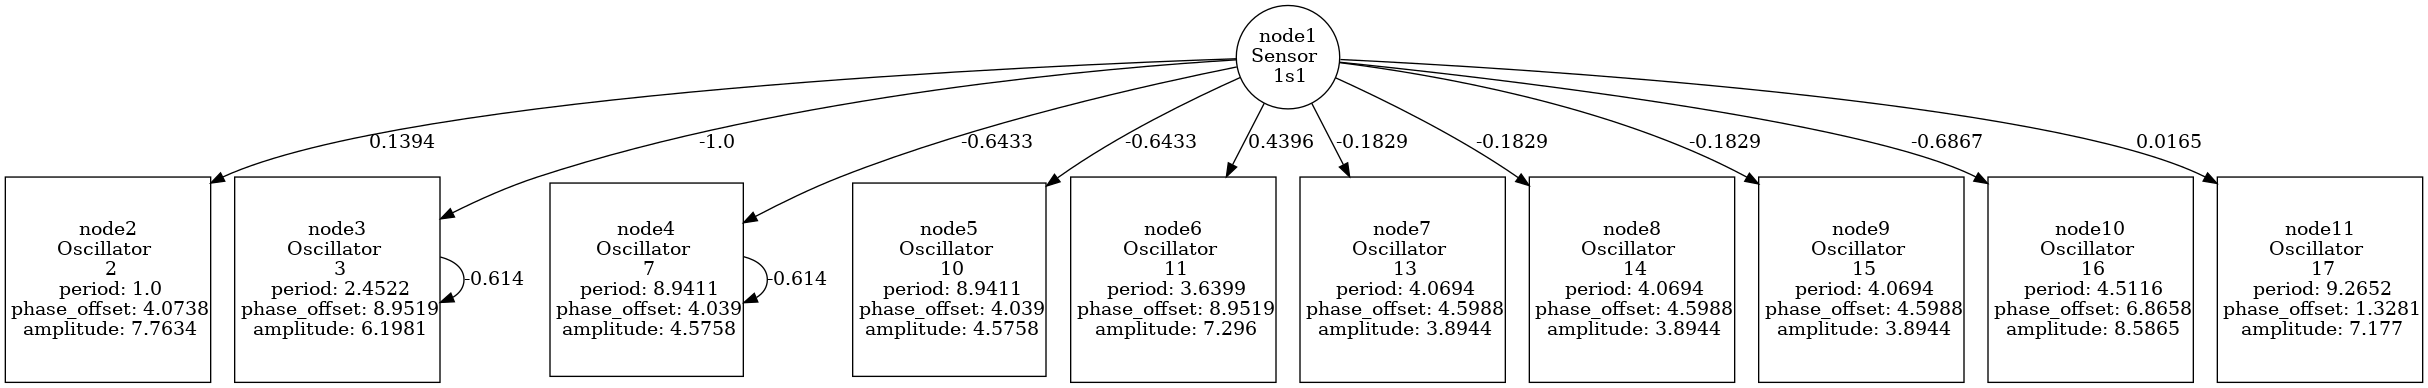 node1
Sensor
1s1
0.1394
-1.0
-0.6433
-0.6433
0.4396
-0.1829
-0.1829
-0.1829
-0.6867
0.0165
node2
Oscillator
2
period: 1.0
phase_offset: 4.0738
amplitude: 7.7634
node3
Oscillator
3
period: 2.4522
phase_offset: 8.9519
amplitude: 6.1981
-0.614
node4
Oscillator
7
period: 8.9411
phase_offset: 4.039
amplitude: 4.5758
-0.614
node5
Oscillator
10
period: 8.9411
phase_offset: 4.039
amplitude: 4.5758
node6
Oscillator
11
period: 3.6399
phase_offset: 8.9519
amplitude: 7.296
node7
Oscillator
13
period: 4.0694
phase_offset: 4.5988
amplitude: 3.8944
node8
Oscillator
14
period: 4.0694
phase_offset: 4.5988
amplitude: 3.8944
node9
Oscillator
15
period: 4.0694
phase_offset: 4.5988
amplitude: 3.8944
node10
Oscillator
16
period: 4.5116
phase_offset: 6.8658
amplitude: 8.5865
node11
Oscillator
17
period: 9.2652
phase_offset: 1.3281
amplitude: 7.177